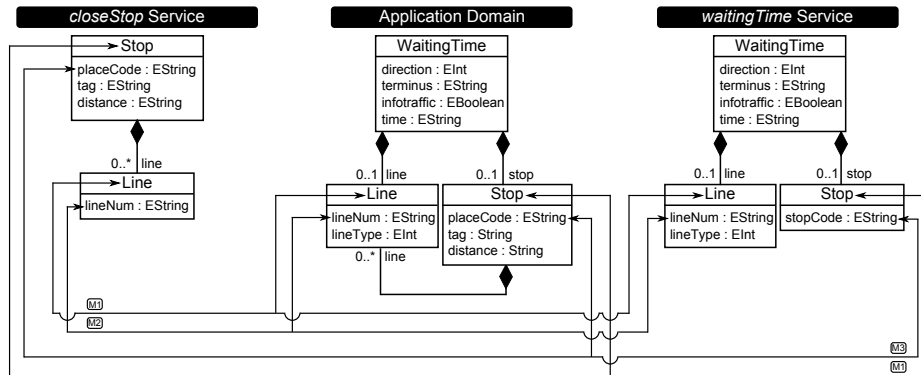 closeStop Service
Application Domain
waitingTime Service
Stop
placeCode : EString
tag : EString
distance : EString
0..* line
Line
lineNum : EString
WaitingTime
direction : EInt
terminus : EString
infotraffic : EBoolean
time : EString
0..1 line
0..1 stop
Line
lineNum : EString
lineType : EInt
0..* line
Stop
placeCode : EString
tag : String
distance : String
WaitingTime
direction : EInt
terminus : EString
infotraffic : EBoolean
time : EString
0..1 line
0..1 stop
Line
lineNum : EString
lineType : EInt
Stop
stopCode : EString
M1
M2
M3
M1